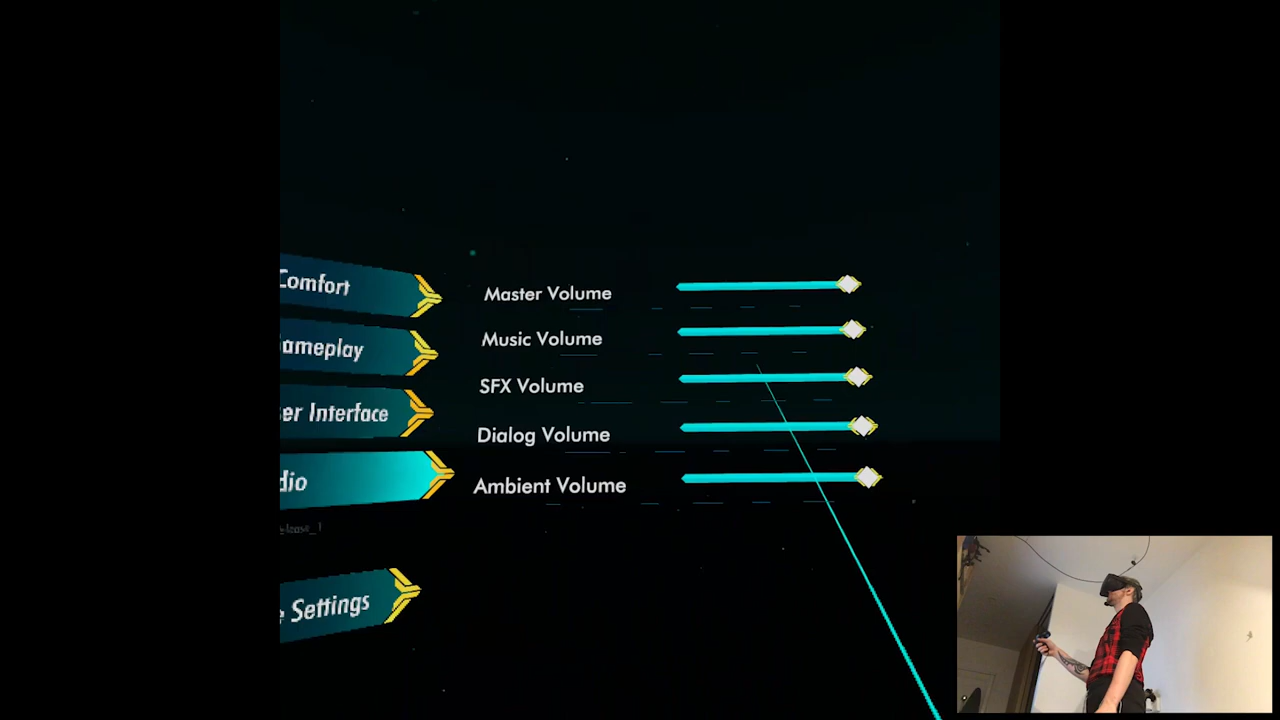 Comfort
Master Volume
Music Volume
ameplay
SFX Volume
er Interface
Dialog Volume
dio
Ambient Volume
Settings